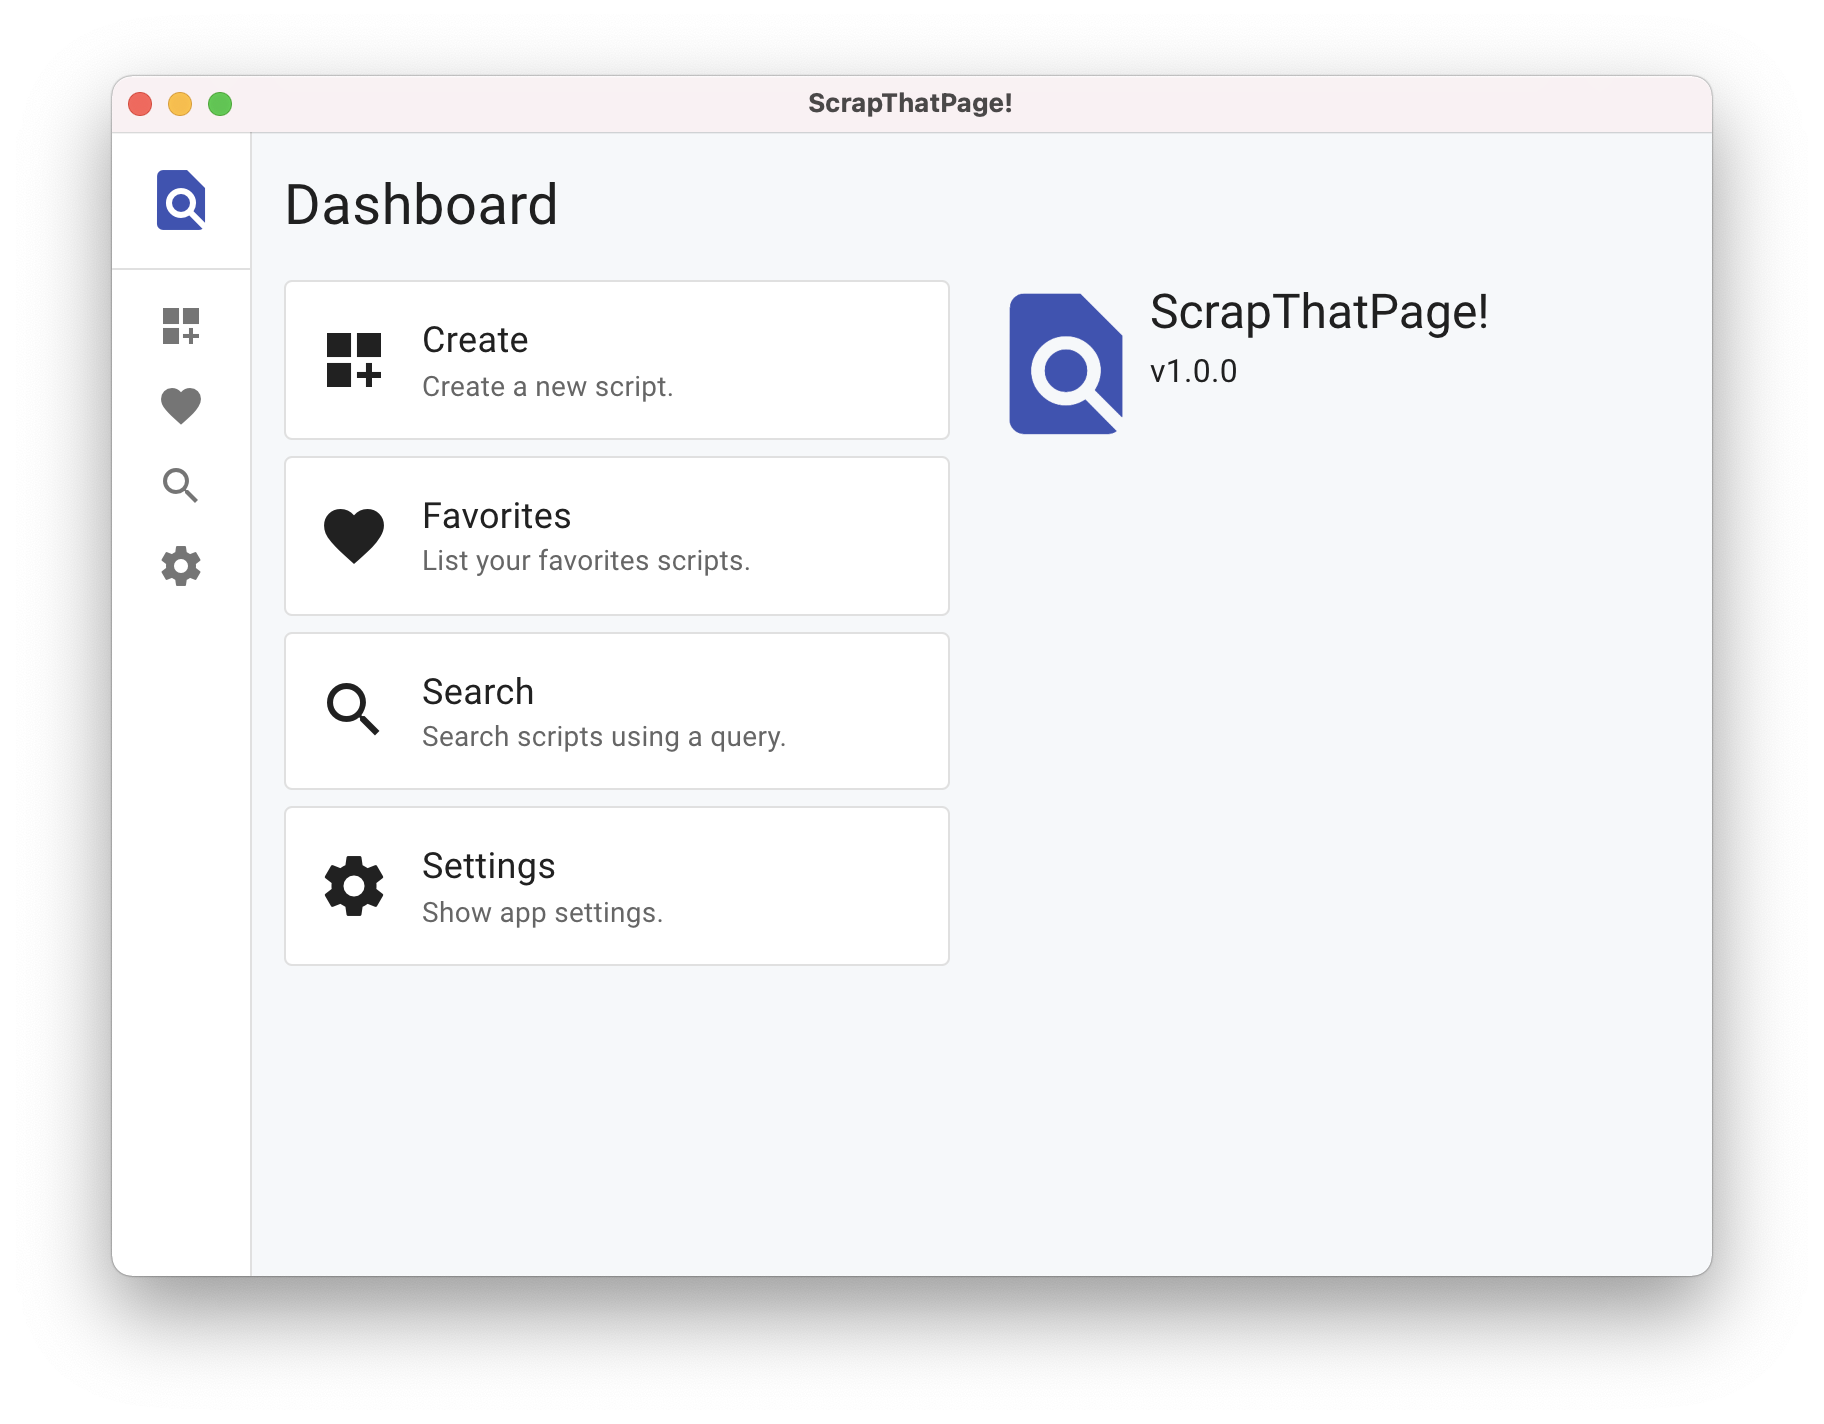 ScrapThatPage!
Dashboard
Create
Create a new script.
Favorites
List your favorites scripts.
Search
Search scripts using a query.
Settings
Show app settings.
ScrapThatPage!
v1.0.0